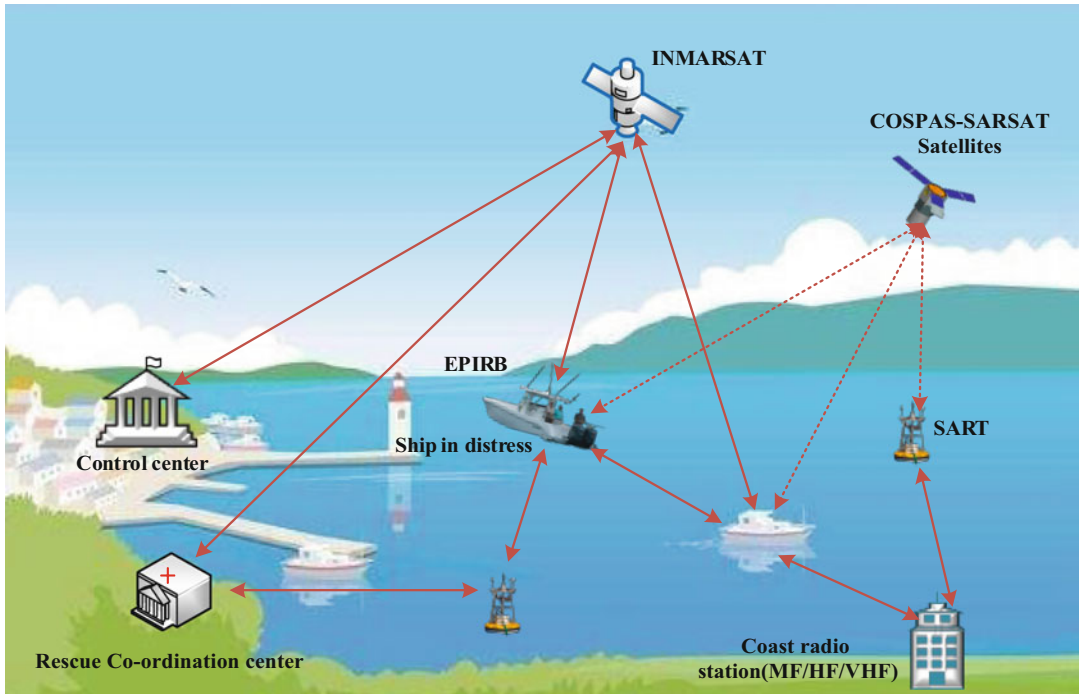 INMARSAT
COSPAS-SARSAT
Satellites
EPIRB
Ship in distress
SART
Control center
Rescue Co-ordination center
Coast radio
station(MF/HF/VHF)